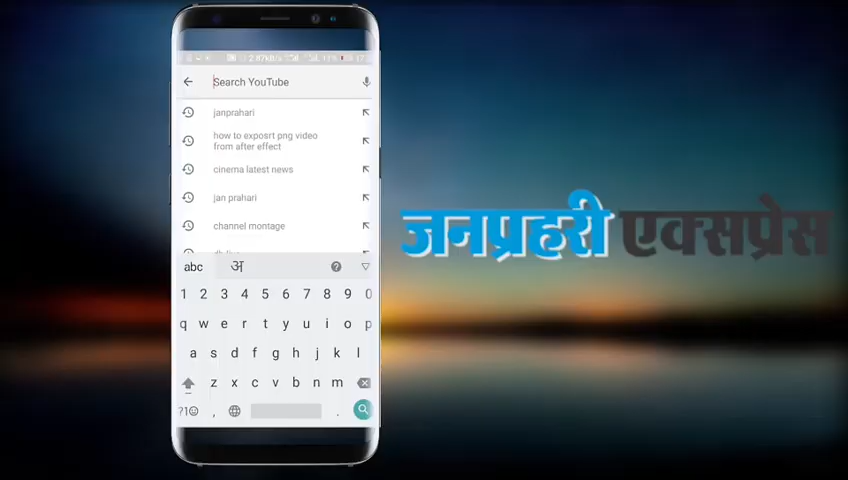 Search YouTube
janprahari
how to exposrt png video
from after effect
cinema latest news
jan prahari
channel montage
abc अ ?
1 2 3 4 5 6 7 8 9 0
q w e r t y u i o p
a s d f g h j k l
z x c v b n m
?1☺ , .
जनप्रहरी एक्सप्रेस